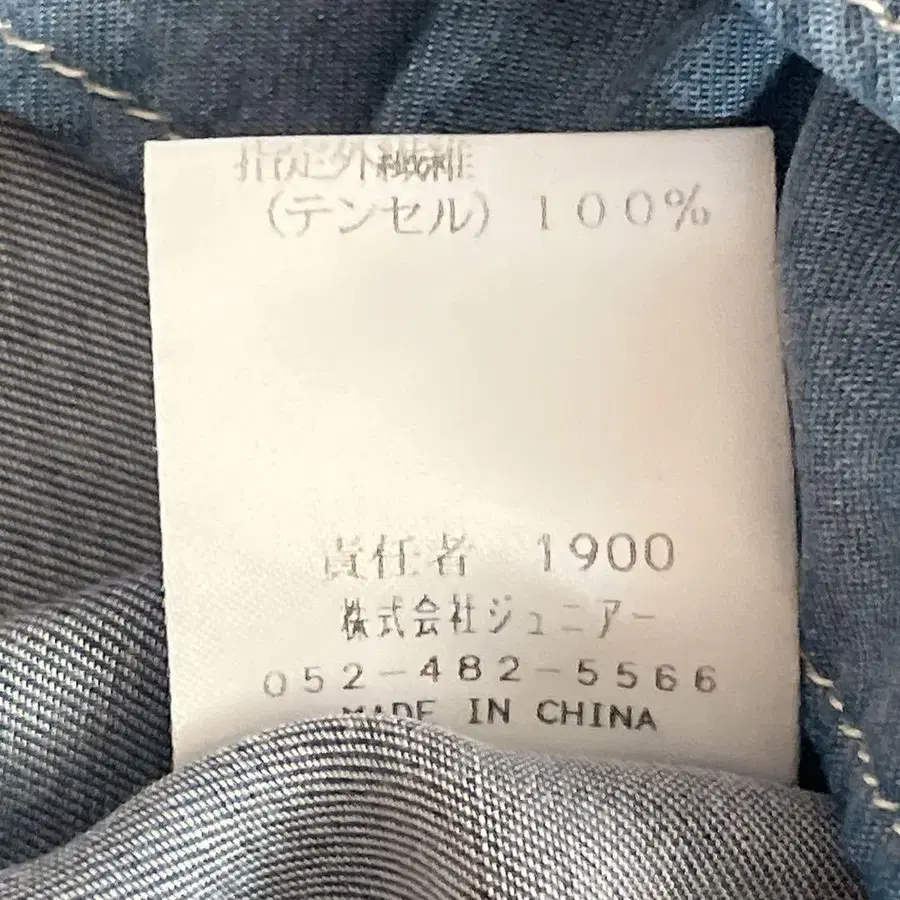 指定外繊維
（テンセル） 100%
責任者 1900
株式会社ジュニアー
052-482-5566
MADE IN CHINA